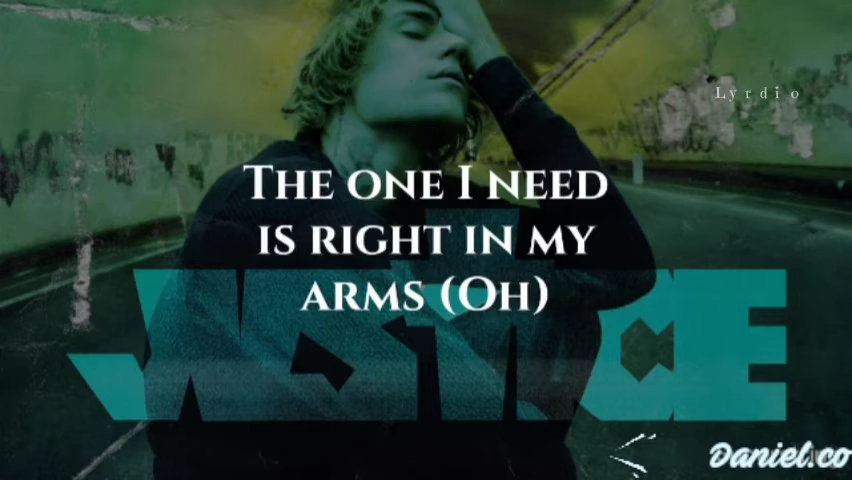 Lyrdio
THE ONE I NEED
IS RIGHT IN MY
ARMS (OH)
JUSTICE
Daniel.co